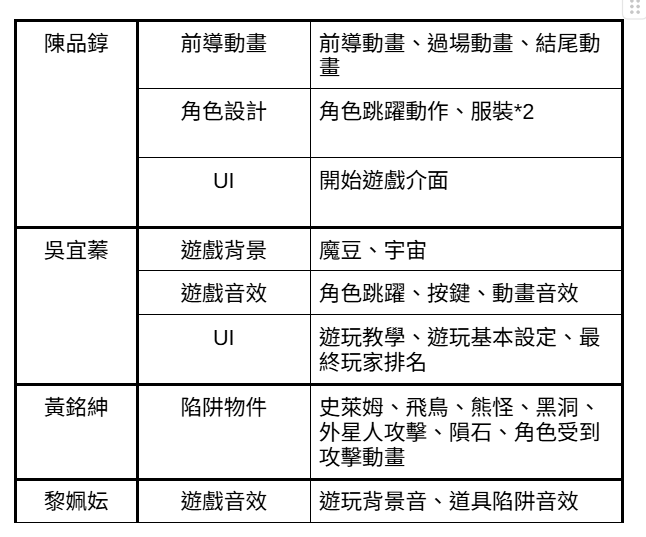 陳品錞
前導動畫
前導動畫、過場動畫、結尾動
畫
角色設計
角色跳躍動作、服裝*2
UI
開始遊戲介面
吳宜蓁
遊戲背景
魔豆、宇宙
遊戲音效
角色跳躍、按鍵、動畫音效
UI
遊玩教學、遊玩基本設定、最
終玩家排名
黃銘紳
陷阱物件
史萊姆、飛鳥、熊怪、黑洞、
外星人攻擊、隕石、角色受到
攻擊動畫
黎姵妘
遊戲音效
遊玩背景音、道具陷阱音效